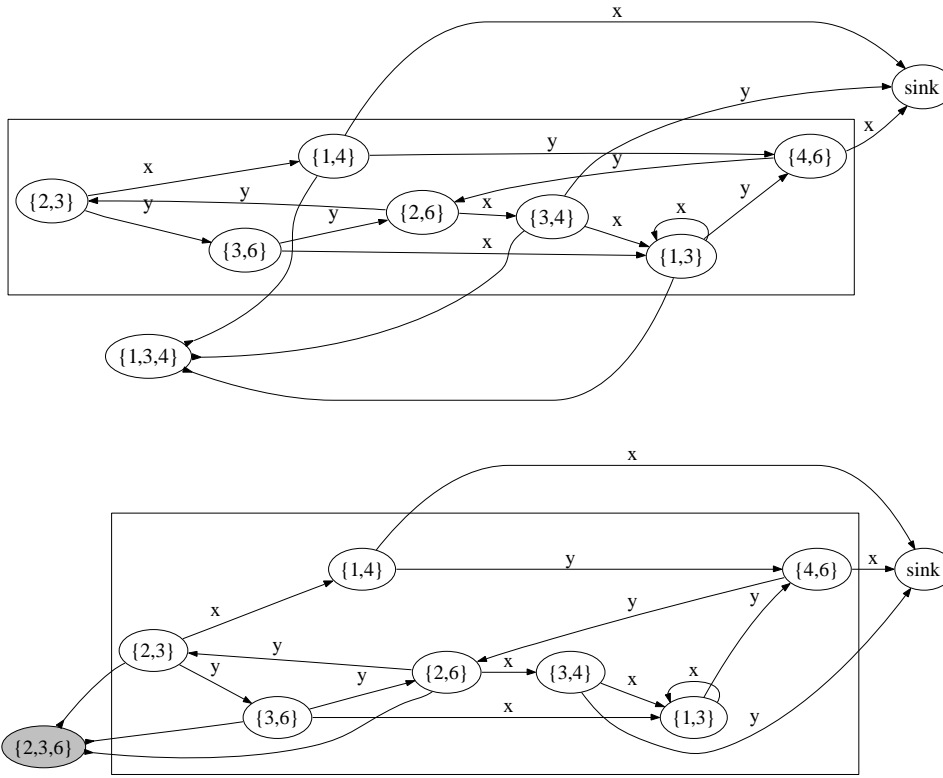 x
sink
y
x
{1,4}
y
{4,6}
y
x
y
y
{2,3}
y
{2,6}
x
{3,4}
x
x
y
{3,6}
x
{1,3}
{1,3,4}
x
{1,4}
y
{4,6}
x
sink
x
y
y
{2,3}
y
y
y
{2,6}
x
{3,4}
x
x
{3,6}
x
{1,3}
y
{2,3,6}